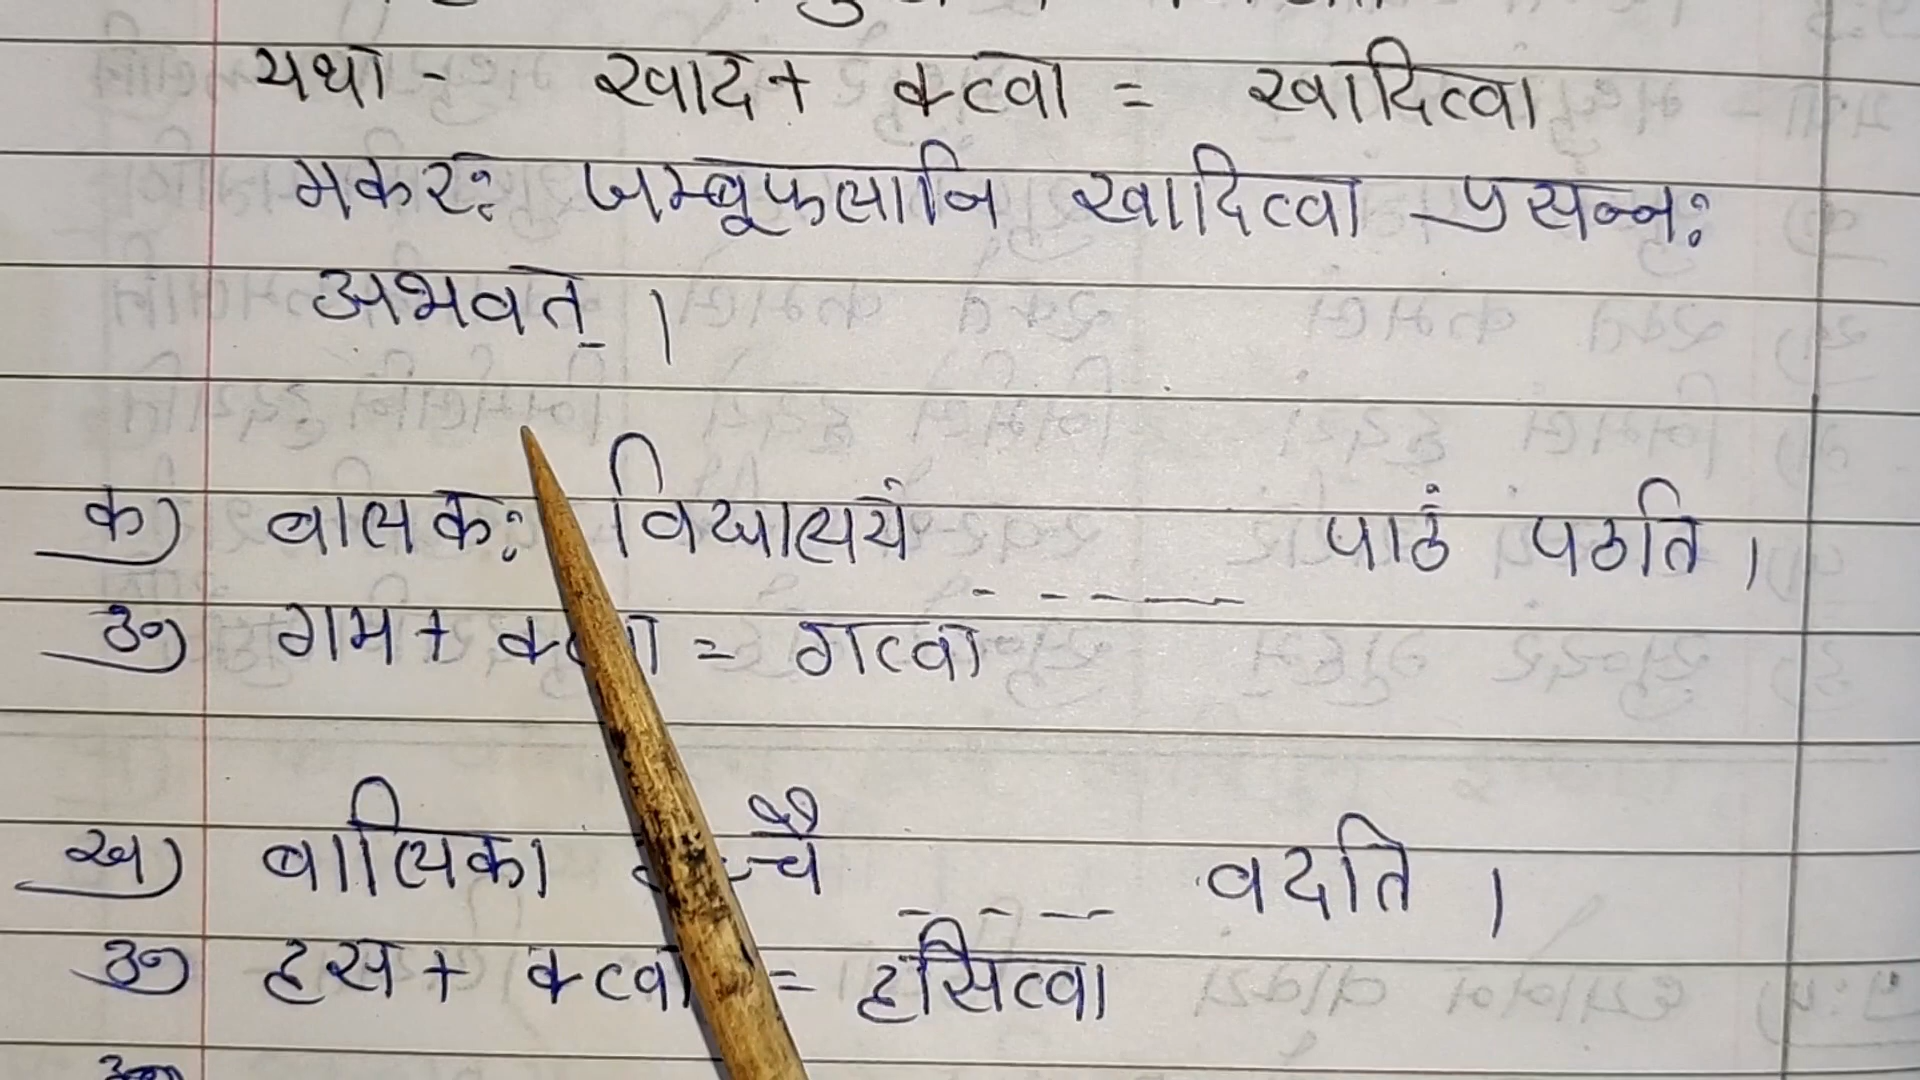 यथा - खाद + क्त्वा = खादित्वा
मकरः जम्बूफलानि खादित्वा प्रसन्नः
अभवत् ।
क) बालकः विद्यालये _ _ _ _ पाठं पठति ।
उ) गम + क्त्वा = गत्वा
ख) बालिका _ _ _ वदति ।
उ) हस + क्त्वा = हसित्वा